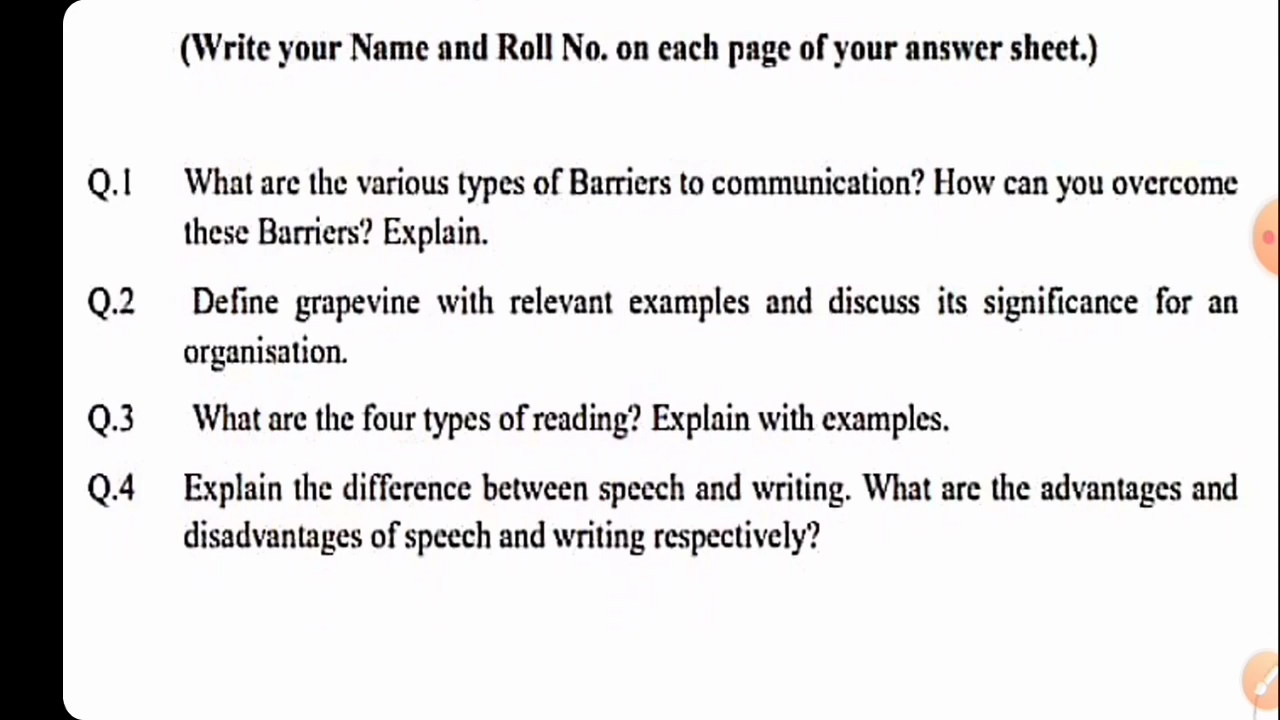 (Write your Name and Roll No. on each page of your answer sheet.)
Q.1 What are the various types of Barriers to communication? How can you overcome
these Barriers? Explain.
Q.2 Define grapevine with relevant examples and discuss its significance for an
organisation.
Q.3 What are the four types of reading? Explain with examples.
Q.4 Explain the difference between speech and writing. What are the advantages and
disadvantages of speech and writing respectively?